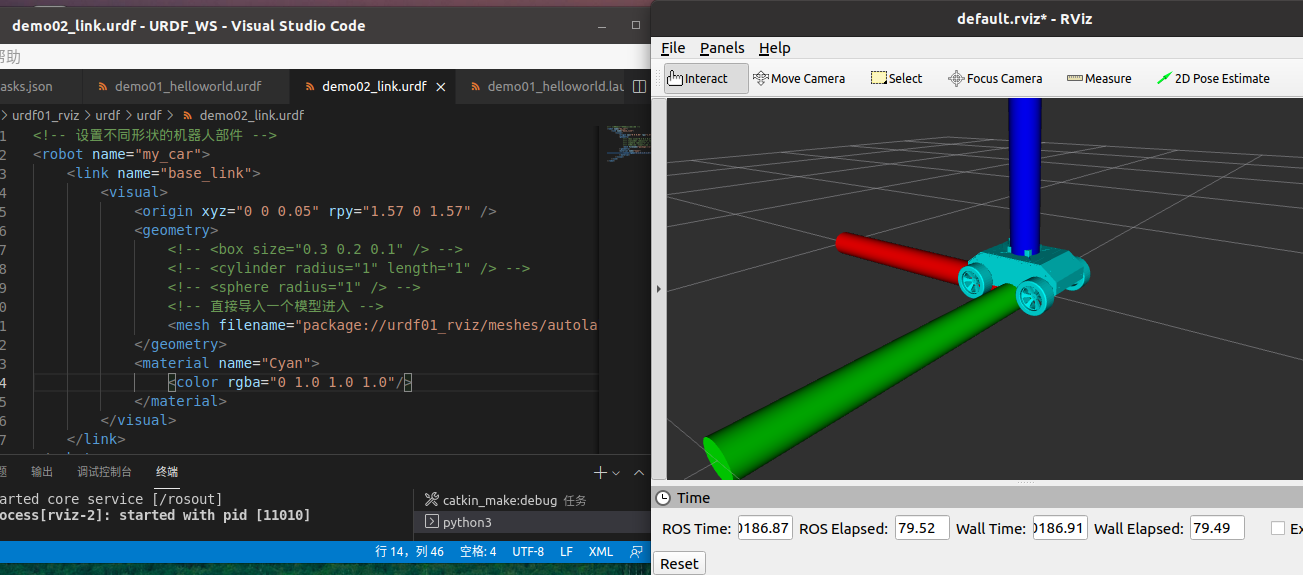 demo02_link.urdf - URDF_WS - Visual Studio Code
帮助
asks.json
demo01_helloworld.urdf
demo02_link.urdf
demo01_helloworld.lau
urdf01_rviz > urdf > urdf > demo02_link.urdf
1 <!-- 设置不同形状的机器人部件 -->
2 <robot name="my_car">
3 <link name="base_link">
4 <visual>
5 <origin xyz="0 0 0.05" rpy="1.57 0 1.57" />
6 <geometry>
7 <!-- <box size="0.3 0.2 0.1" /> -->
8 <!-- <cylinder radius="1" length="1" /> -->
9 <!-- <sphere radius="1" /> -->
0 <!-- 直接导入一个模型进入 -->
1 <mesh filename="package://urdf01_rviz/meshes/autola
2 </geometry>
3 <material name="Cyan">
4 <color rgba="0 1.0 1.0 1.0"/>
5 </material>
6 </visual>
7 </link>
题 输出 调试控制台 终端
arted core service [/rosout]
ocess[rviz-2]: started with pid [11010]
catkin_make:debug 任务
python3
行 14，列 46 空格: 4 UTF-8 LF XML
default.rviz* - RViz
File Panels Help
Interact Move Camera Select Focus Camera Measure 2D Pose Estimate
Time
ROS Time: 0186.87 ROS Elapsed: 79.52 Wall Time: 0186.91 Wall Elapsed: 79.49 Ex
Reset